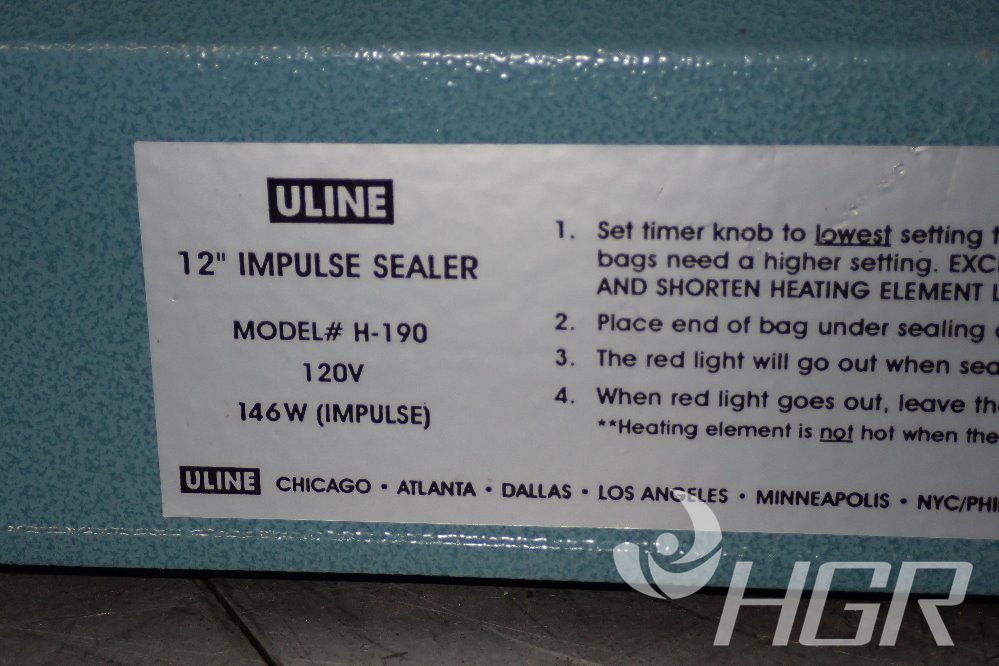 ULINE
12" IMPULSE SEALER
MODEL# H-190
120V
146W (IMPULSE)
1. Set timer knob to lowest setting
bags need a higher setting.
AND SHORTEN HEATING ELEMENT
2. Place end of bag under sealing
3. The red light will go out when
4. When red light goes out, leave
**Heating element is not hot when the
ULINE CHICAGO • ATLANTA • DALLAS • LOS ANGELES • MINNEAPOLIS • NYC/PHI
HGR